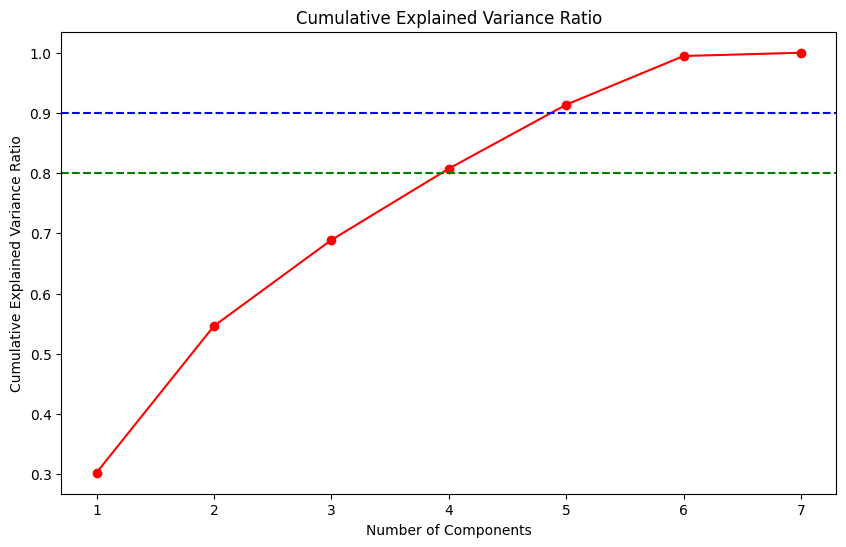 Cumulative Explained Variance Ratio
Cumulative Explained Variance Ratio
1.0
0.9
0.8
0.7
0.6
0.5
0.4
0.3
1 2 3 4 5 6 7
Number of Components